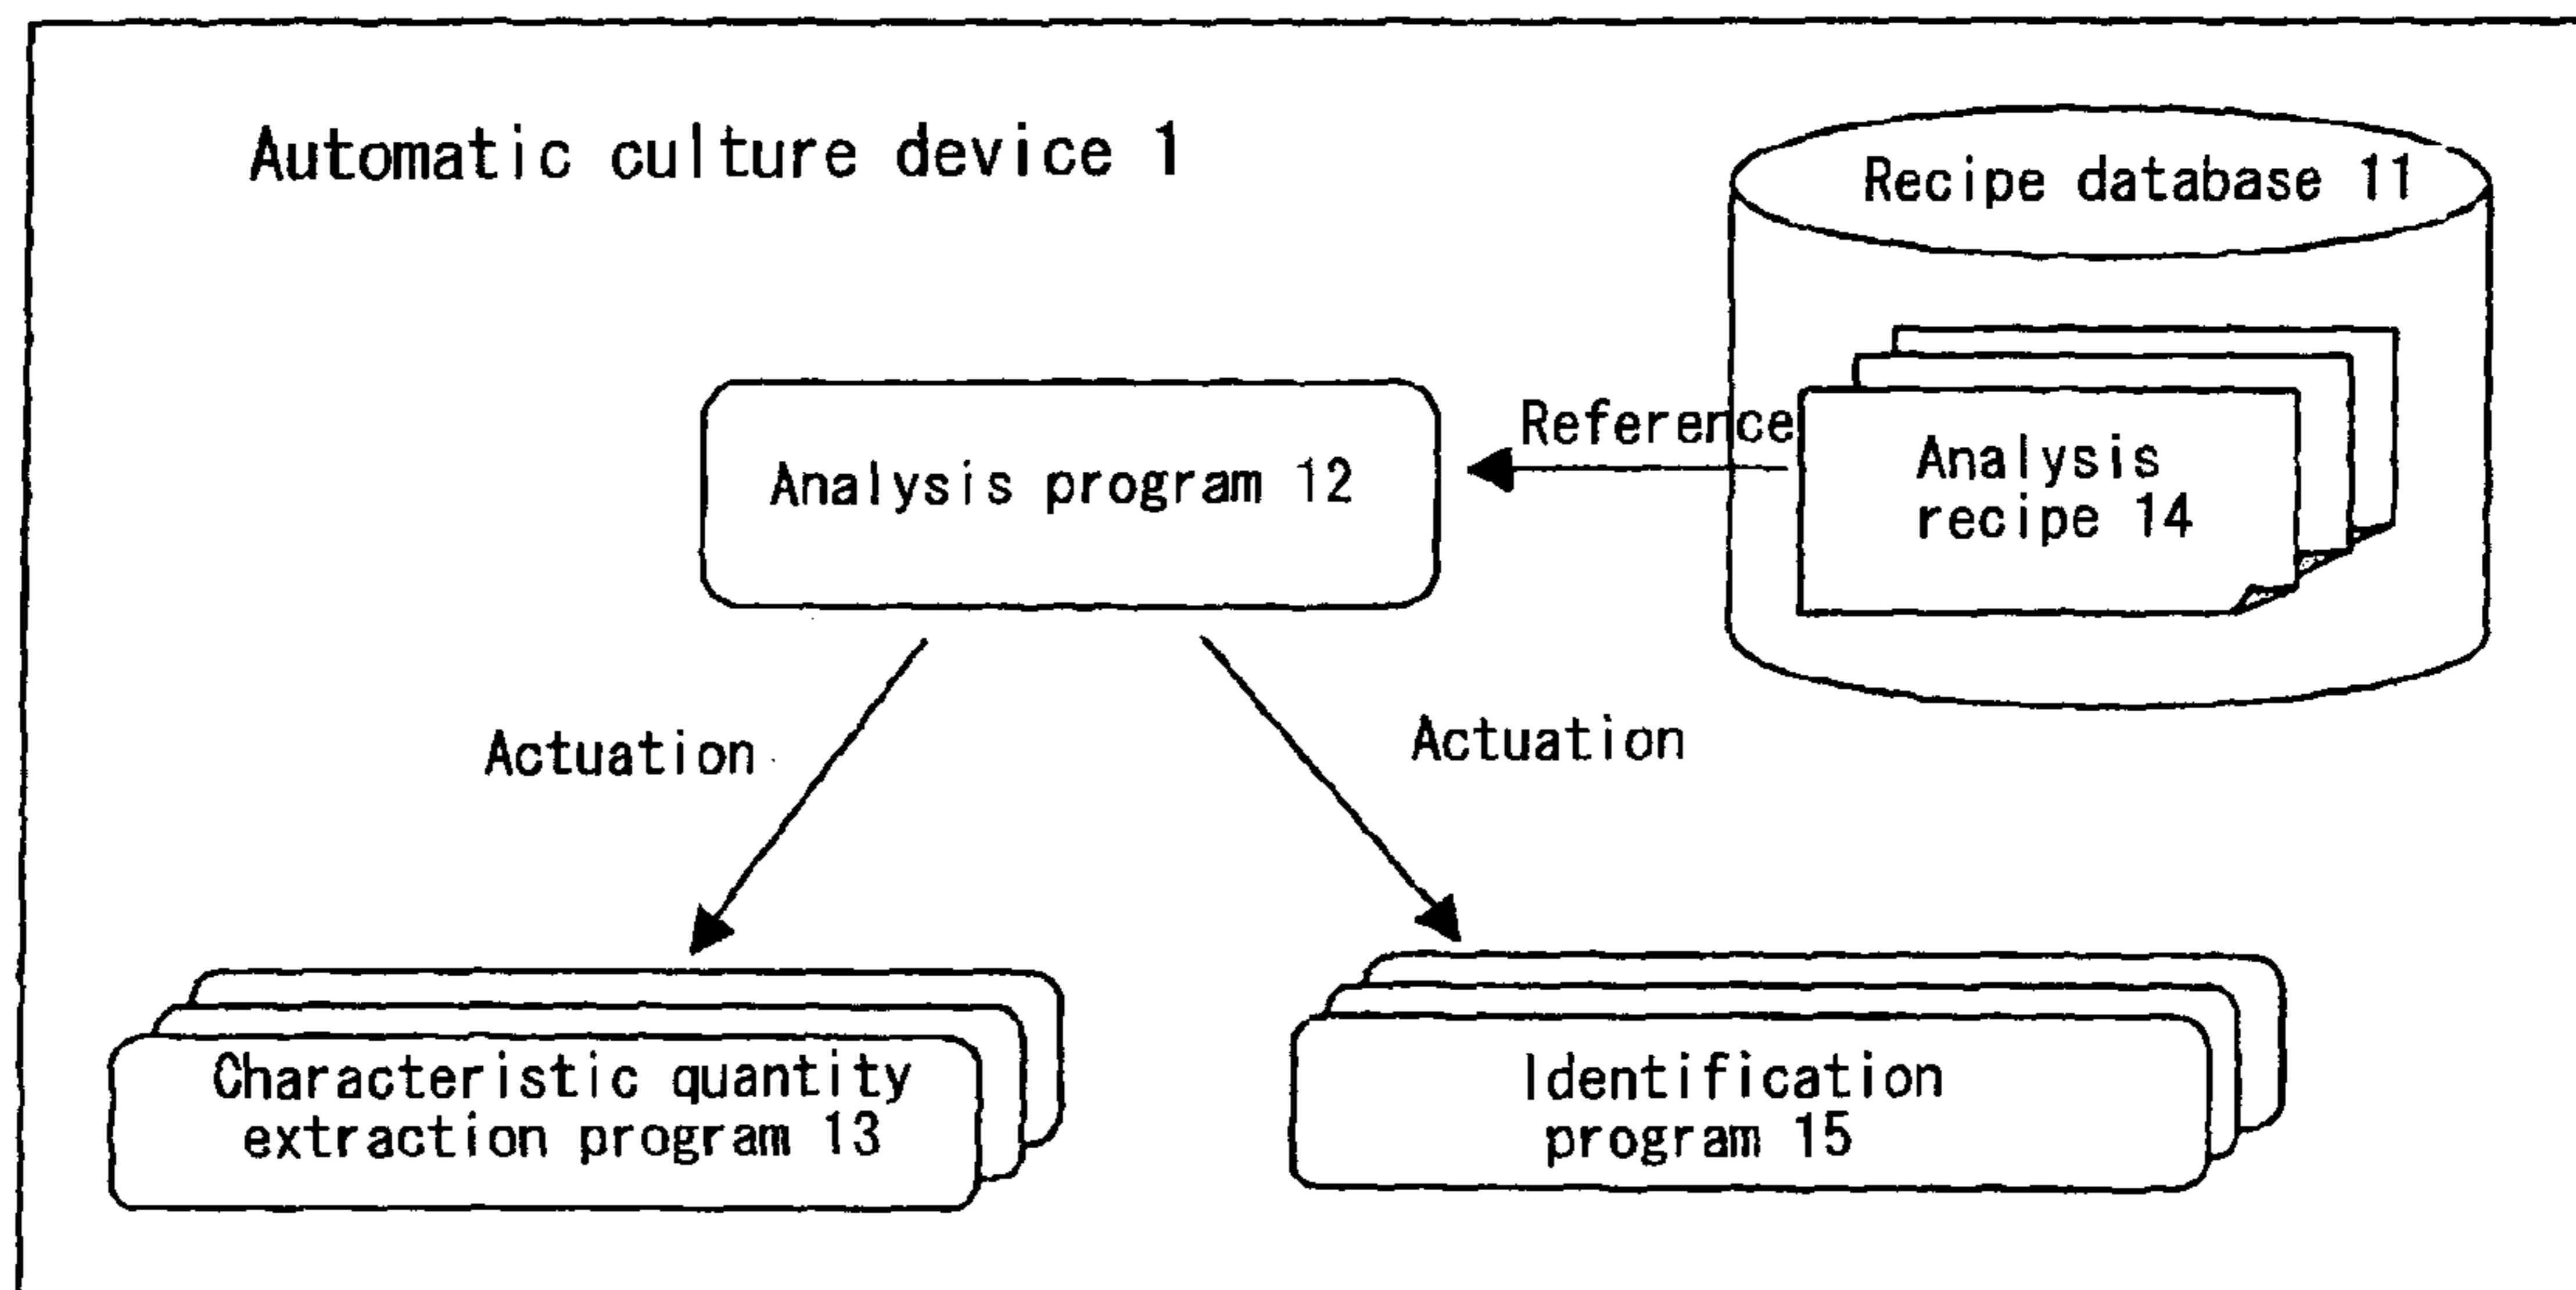 Automatic culture device 1
Recipe database 11
Reference
Analysis program 12
Analysis
recipe 14
Actuation
Actuation
Characteristic quantity
extraction program 13
Identification
program 15